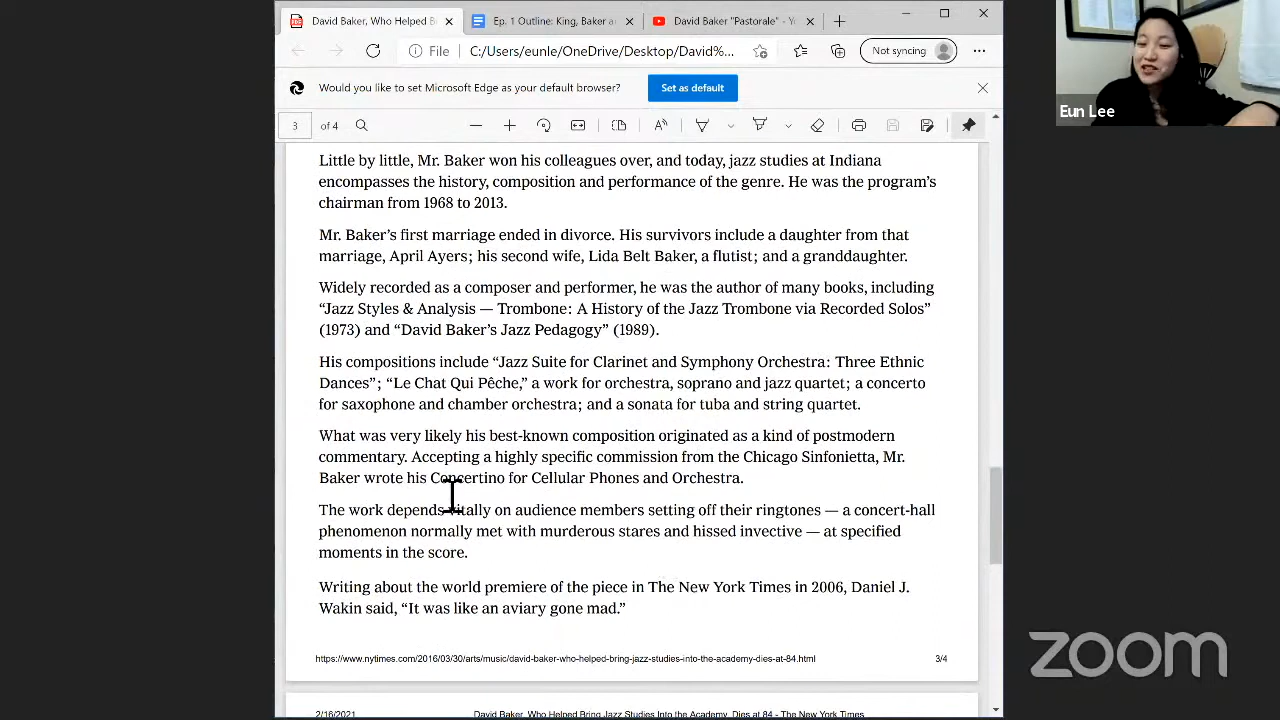 David Baker, Who Helped B
Ep. 1 Outline: King, Baker a
David Baker "Pastorale" - Y
File
C:/Users/eunle/OneDrive/Desktop/David%...
Not syncing
Would you like to set Microsoft Edge as your default browser?
Set as default
Eun Lee
3 of 4
Little by little, Mr. Baker won his colleagues over, and today, jazz studies at Indiana
encompasses the history, composition and performance of the genre. He was the program’s
chairman from 1968 to 2013.
Mr. Baker’s first marriage ended in divorce. His survivors include a daughter from that
marriage, April Ayers; his second wife, Lida Belt Baker, a flutist; and a granddaughter.
Widely recorded as a composer and performer, he was the author of many books, including
“Jazz Styles & Analysis — Trombone: A History of the Jazz Trombone via Recorded Solos”
(1973) and “David Baker’s Jazz Pedagogy” (1989).
His compositions include “Jazz Suite for Clarinet and Symphony Orchestra: Three Ethnic
Dances”; “Le Chat Qui Pêche,” a work for orchestra, soprano and jazz quartet; a concerto
for saxophone and chamber orchestra; and a sonata for tuba and string quartet.
What was very likely his best-known composition originated as a kind of postmodern
commentary. Accepting a highly specific commission from the Chicago Sinfonietta, Mr.
Baker wrote his Concertino for Cellular Phones and Orchestra.
The work depends vitally on audience members setting off their ringtones — a concert-hall
phenomenon normally met with murderous stares and hissed invective — at specified
moments in the score.
Writing about the world premiere of the piece in The New York Times in 2006, Daniel J.
Wakin said, “It was like an aviary gone mad.”
https://www.nytimes.com/2016/03/30/arts/music/david-baker-who-helped-bring-jazz-studies-into-the-academy-dies-at-84.html
3/4
zoom
2/16/2021
David Baker, Who Helped Bring Jazz Studies Into the Academy, Dies at 84 - The New York Times